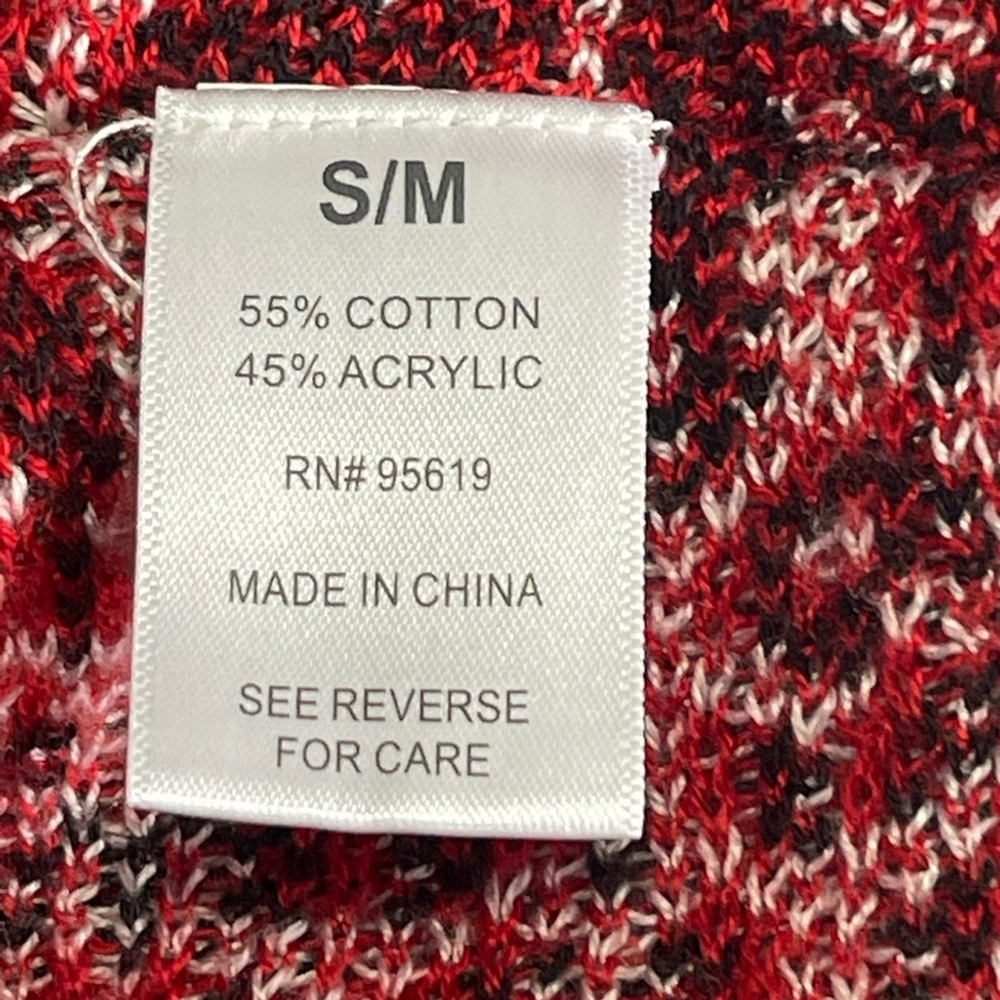 S/M
55% COTTON
45% ACRYLIC
RN# 95619
MADE IN CHINA
SEE REVERSE
FOR CARE